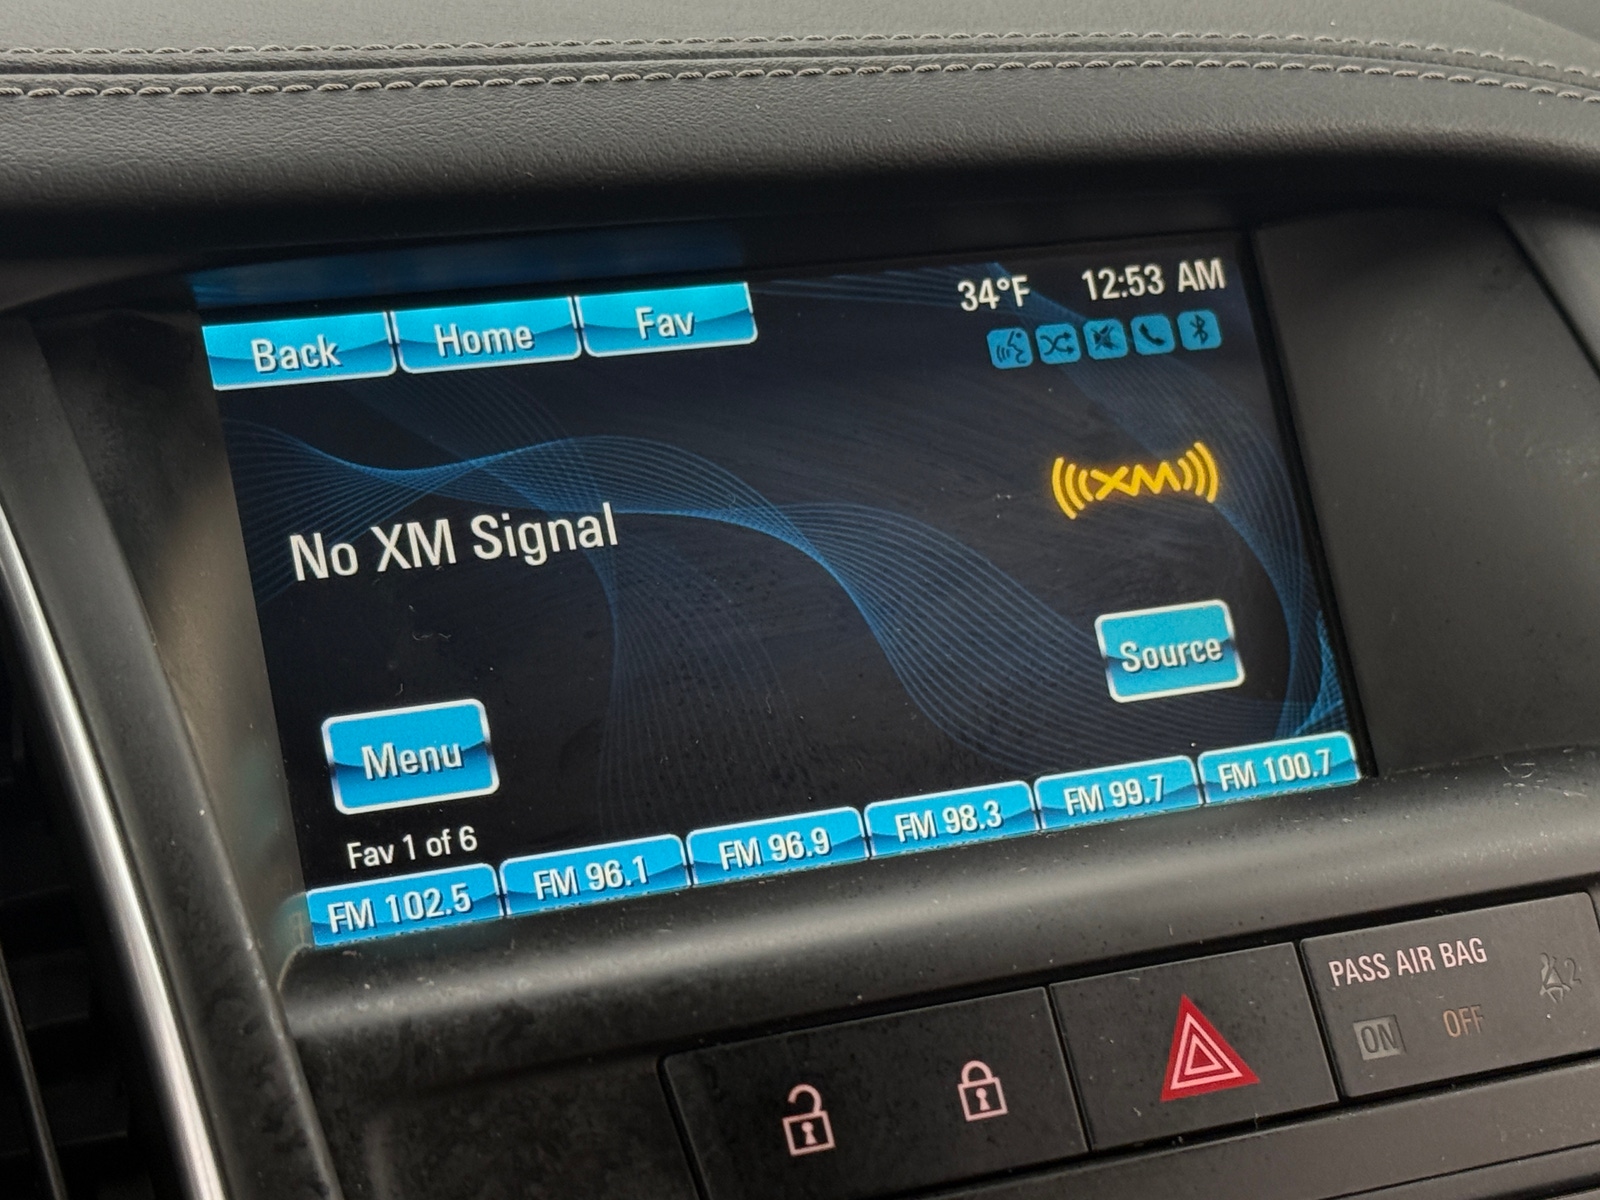 34°F 12:53 AM
Back Home Fav
XM
No XM Signal
Source
Menu
Fav 1 of 6
FM 102.5 FM 96.1 FM 96.9 FM 98.3 FM 99.7 FM 100.7
PASS AIR BAG
ON OFF
2